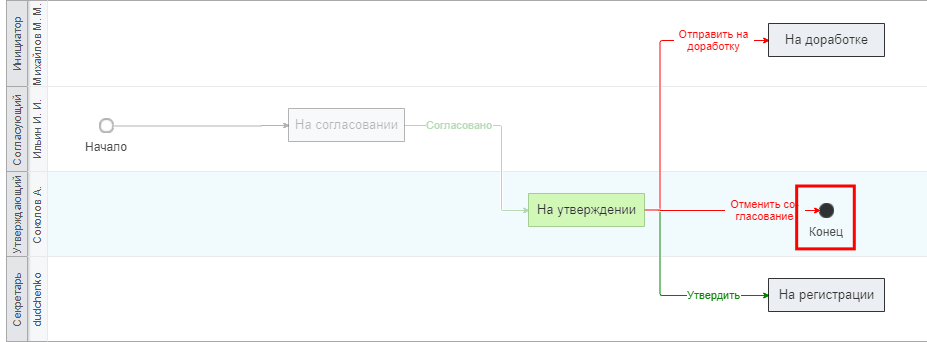 Инициатор
Михайлов М. М.
Отправить на
доработку
На доработке
Согласующий
Ильин И. И.
Начало
На согласовании
Согласовано
Утверждающий
Соколов А.
На утверждении
Отменить со-
гласование
Конец
Секретарь
dudchenko
Утвердить
На регистрации